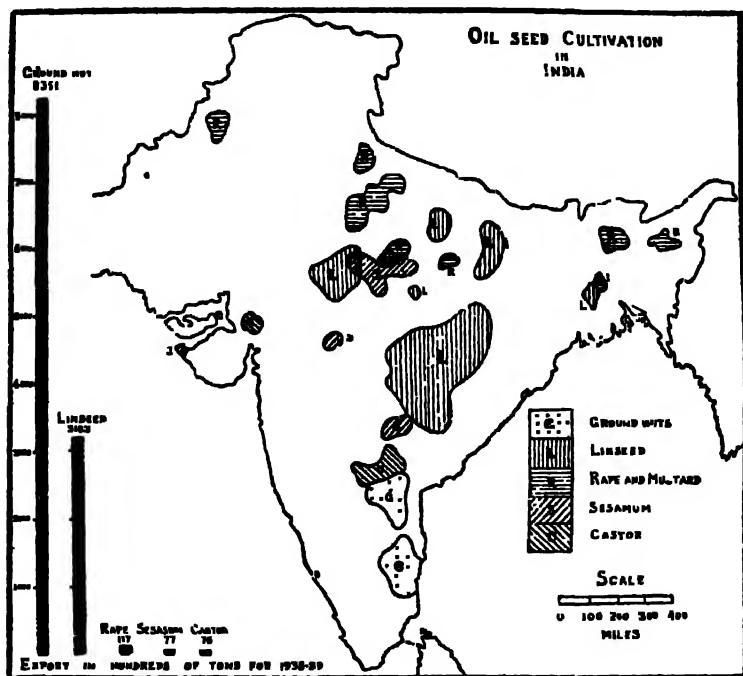 OIL SEED CULTIVATION
IN
INDIA
GROUND NUT
8351
LINSEED
GROUND NUTS
LINSEED
RAPE AND MUSTARD
SESAMUM
CASTOR
SCALE
0 100 200 300 400
MILES
RAPE SESAMUM CASTOR
117 77 76
EXPORT IN HUNDREDS OF TONS FOR 1938-39